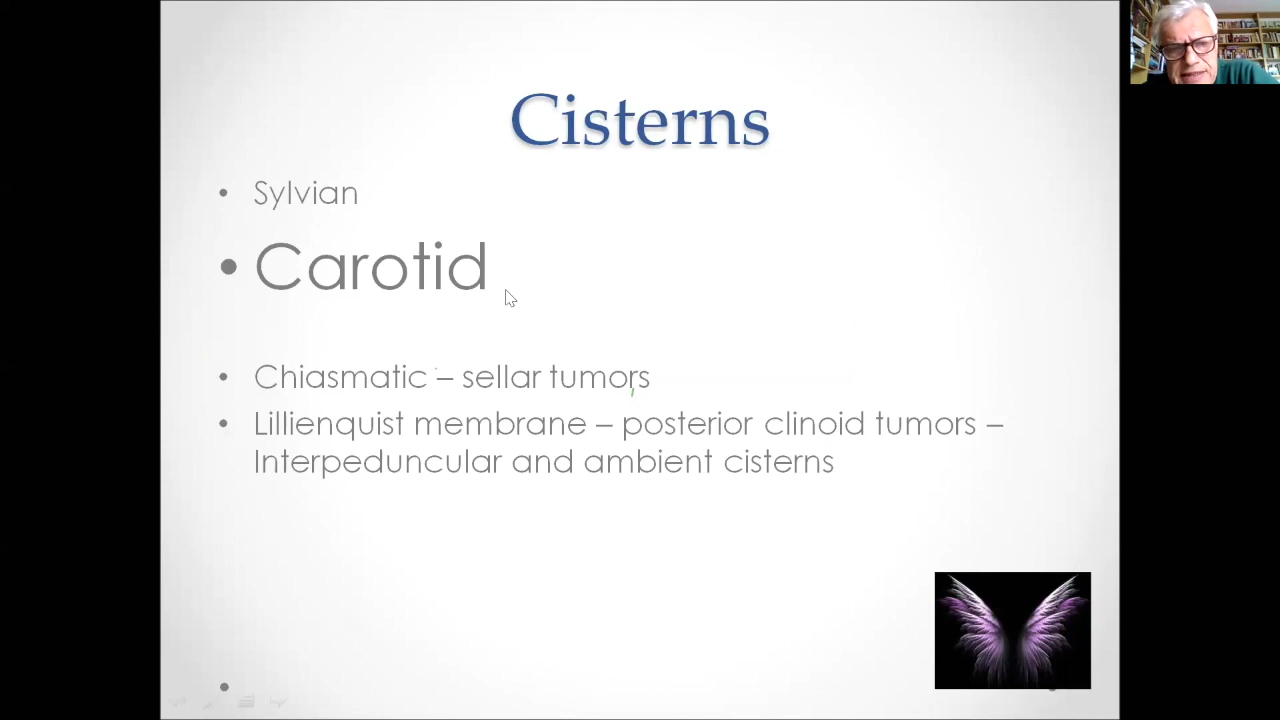 Cisterns
• Sylvian
• Carotid
• Chiasmatic – sellar tumors
• Lillienquist membrane – posterior clinoid tumors –
Interpeduncular and ambient cisterns